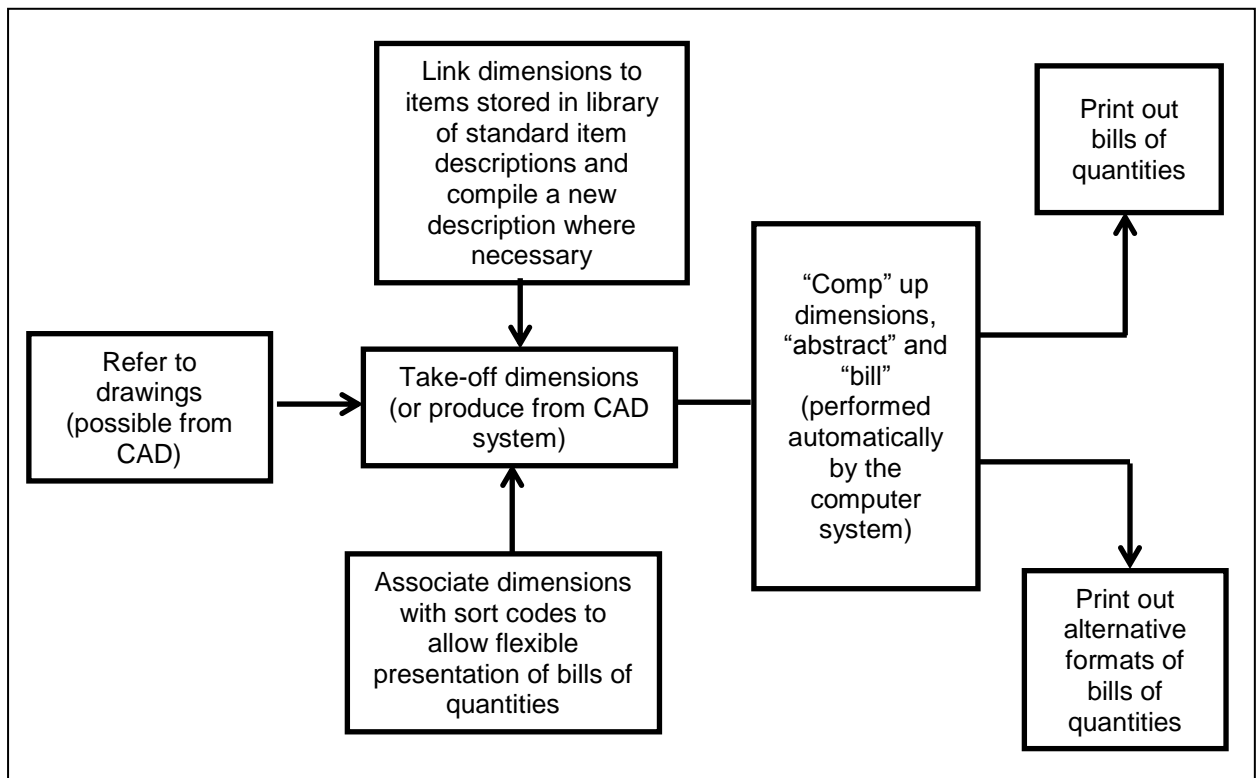 Link dimensions to
items stored in library
of standard item
descriptions and
compile a new
description where
necessary
Print out
bills of
quantities
Refer to
drawings
(possible from
CAD)
Take-off dimensions
(or produce from CAD
system)
“Comp” up
dimensions,
“abstract” and
“bill”
(performed
automatically
by the
computer
system)
Associate dimensions
with sort codes to
allow flexible
presentation of bills of
quantities
Print out
alternative
formats of
bills of
quantities